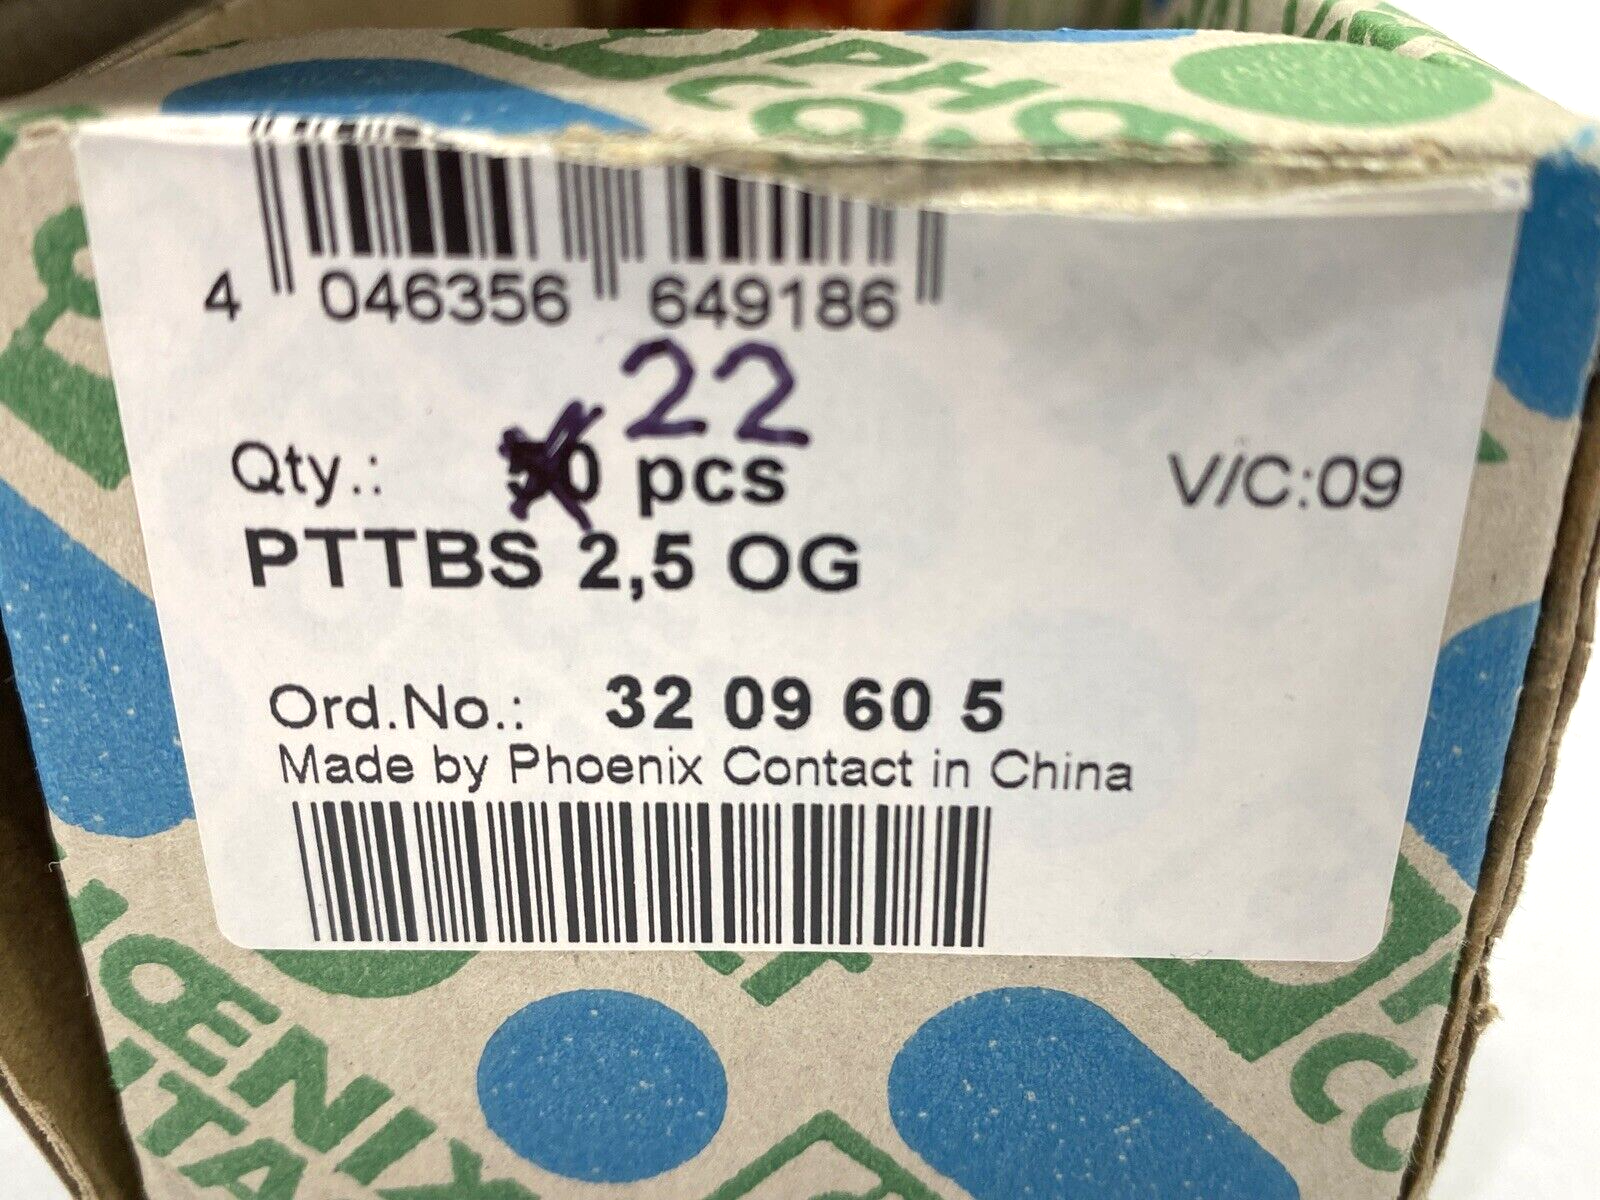 4 046356 649186
22
Qty.: 50 pcs
V/C:09
PTTBS 2,5 OG
Ord.No.: 32 09 60 5
Made by Phoenix Contact in China